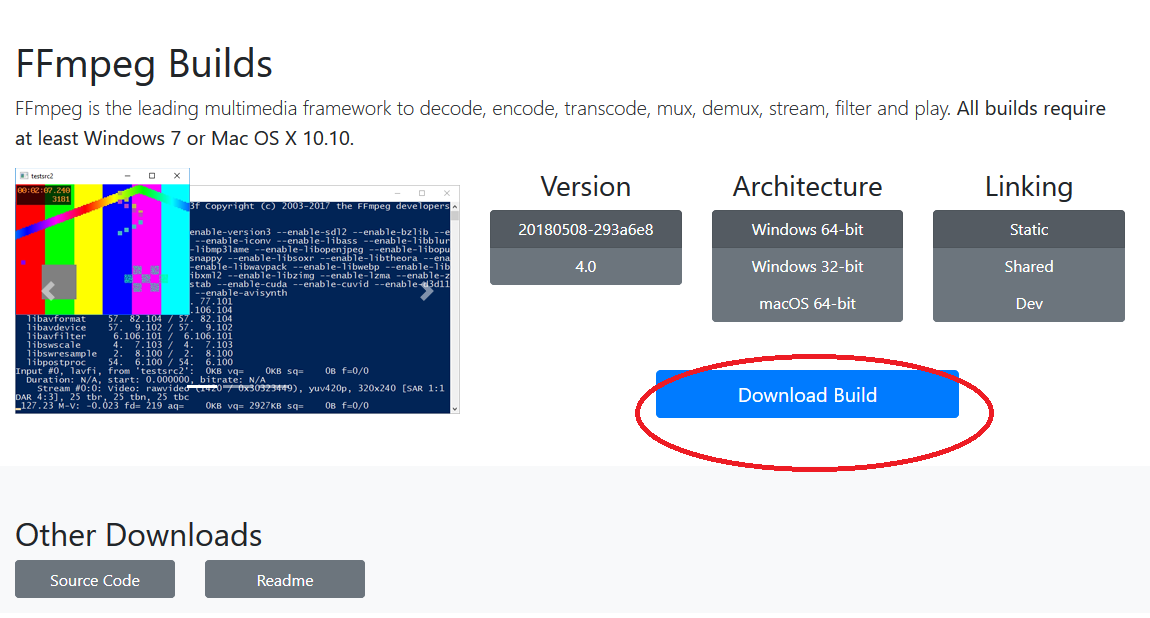 FFmpeg Builds
FFmpeg is the leading multimedia framework to decode, encode, transcode, mux, demux, stream, filter and play. All builds require
at least Windows 7 or Mac OS X 10.10.
testsrc2
00:02:07.240
3181
3f Copyright (c) 2003-2017 the FFmpeg developers
enable-version3 --enable-sdl2 --enable-bzlib --e
--enable-iconv --enable-libass --enable-libblur
-libmp3lame --enable-libopenjpeg --enable-libopu
snappy --enable-libsoxr --enable-libtheora --ena
-enable-libwavpack --enable-libwebp --enable-lib
ibxml2 --enable-libzimg --enable-lzma --enable-z
stab --enable-cuda --enable-cuvid --enable-d3d11
--enable-avisynth
. 77.101
.106.104
libavformat 57. 82.104 / 57. 82.104
libavdevice 57. 9.102 / 57. 9.102
libavfilter 6.106.101 / 6.106.101
libswscale 4. 7.103 / 4. 7.103
libswresample 2. 8.100 / 2. 8.100
libpostproc 54. 6.100 / 54. 6.100
Input #0, lavfi, from 'testsrc2': 0KB vq= 0KB sq= 0B f=0/0
Duration: N/A, start: 0.000000, bitrate: N/A
Stream #0:0: Video: rawvideo (I420 / 0x30323449), yuv420p, 320x240 [SAR 1:1
DAR 4:3], 25 tbr, 25 tbn, 25 tbc
127.23 M-V: -0.023 fd= 219 aq= 0KB vq= 2927KB sq= 0B f=0/0
Version
20180508-293a6e8
4.0
Architecture
Windows 64-bit
Windows 32-bit
macOS 64-bit
Linking
Static
Shared
Dev
Download Build
Other Downloads
Source Code
Readme